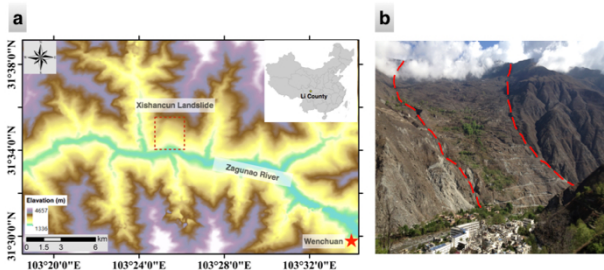 a
b
31°38'0"N
31°34'0"N
31°30'0"N
Xishancun Landslide
Li County
Zagunao River
Elavation (m)
4657
1336
0 1.5 3 6
km
Wenchuan
103°20'0"E 103°24'0"E 103°28'0"E 103°32'0"E